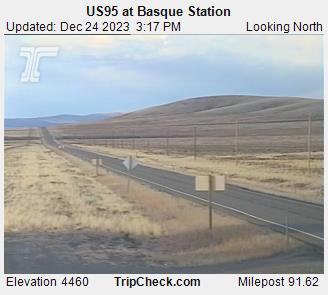 US95 at Basque Station
Updated: Dec 24 2023  3:17 PM Looking North
Elevation 4460 TripCheck.com Milepost 91.62